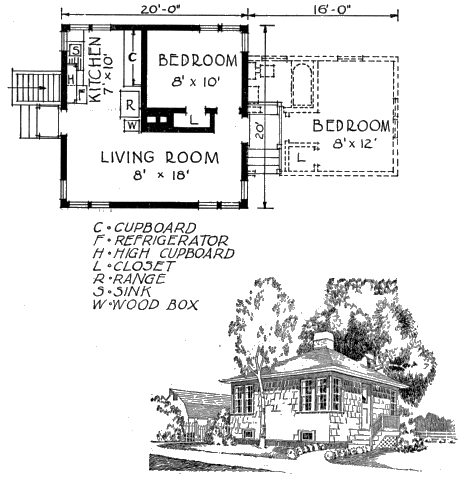 20'-0"
16'-0"
S
H
KITCHEN
7' x 10'
C
BEDROOM
8' x 10'
R
W
L
20'
BEDROOM
8' x 12'
L
LIVING ROOM
8' x 18'
C • CUPBOARD
F • REFRIGERATOR
H • HIGH CUPBOARD
L • CLOSET
R • RANGE
S • SINK
W • WOOD BOX